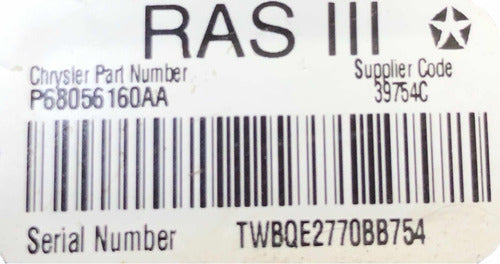 RAS III
Chrysler Part Number Supplier Code
P68056160AA 39754C
Serial Number TWBQE2770BB754